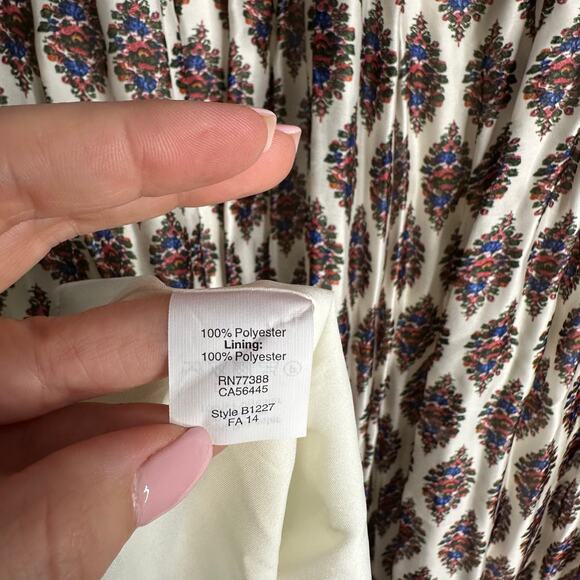 100% Polyester
Lining:
100% Polyester
RN77388
CA56445
Style B1227
FA 14